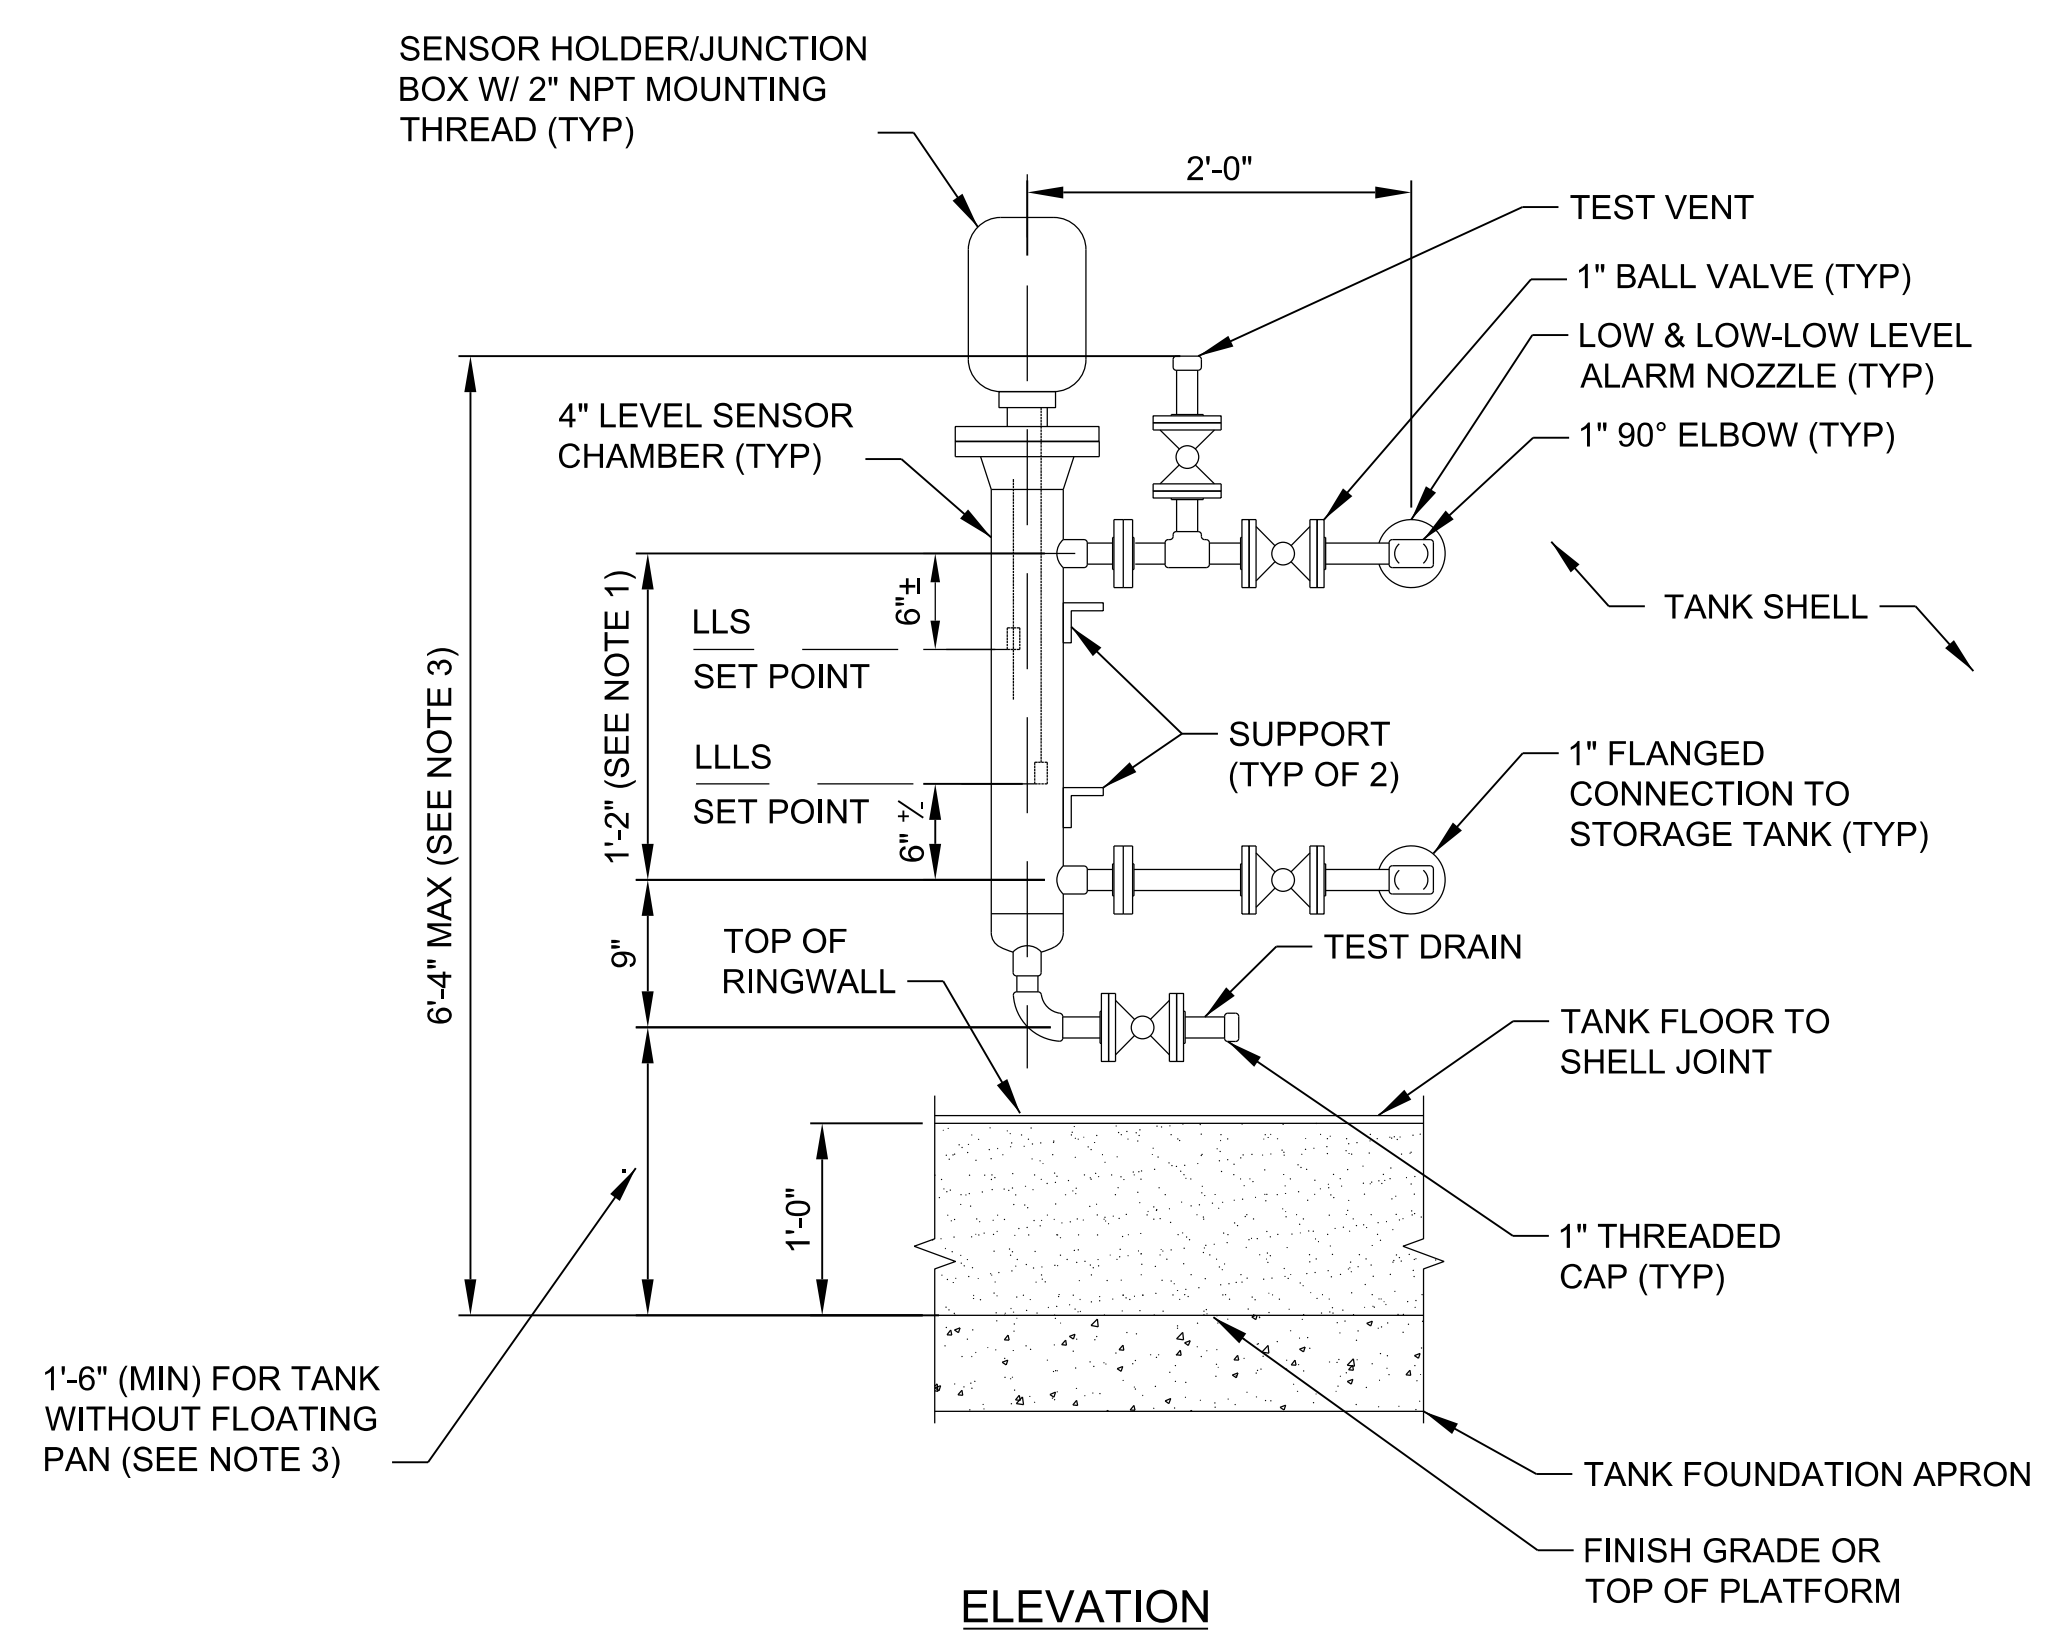 SENSOR HOLDER/JUNCTION
BOX W/ 2" NPT MOUNTING
THREAD (TYP)
2'-0"
TEST VENT
1" BALL VALVE (TYP)
LOW & LOW-LOW LEVEL
ALARM NOZZLE (TYP)
1" 90° ELBOW (TYP)
4" LEVEL SENSOR
CHAMBER (TYP)
TANK SHELL
6'-4" MAX (SEE NOTE 3)
1'-2" (SEE NOTE 1)
6"±
LLS
SET POINT
LLLS
SET POINT
6" +/-
SUPPORT
(TYP OF 2)
1" FLANGED
CONNECTION TO
STORAGE TANK (TYP)
9"
TOP OF
RINGWALL
TEST DRAIN
TANK FLOOR TO
SHELL JOINT
1'-0"
1" THREADED
CAP (TYP)
1'-6" (MIN) FOR TANK
WITHOUT FLOATING
PAN (SEE NOTE 3)
TANK FOUNDATION APRON
FINISH GRADE OR
TOP OF PLATFORM
ELEVATION